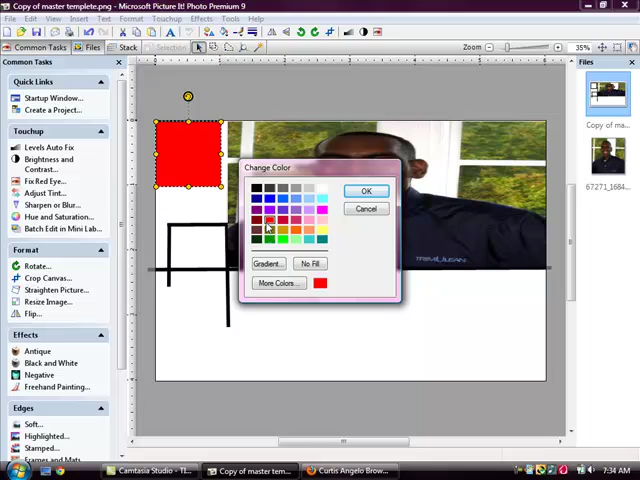 Copy of master templete.png - Microsoft Picture It! Photo Premium 9
File Edit View Insert Format Touchup Effects Tools Help
Common Tasks Files Stack Selection Zoom 35%
Common Tasks
Quick Links
Startup Window...
Create a Project...
Touchup
Levels Auto Fix
Brightness and
Contrast...
Fix Red Eye...
Adjust Tint...
Sharpen or Blur...
Batch Edit in Mini Lab...
Format
Rotate...
Crop Canvas...
Straighten Picture...
Resize Image...
Flip...
Effects
Antique
Black and White
Negative
Freehand Painting...
Edges
Soft...
Highlighted...
Stamped...
Frames and Mats
Change Color
OK
Cancel
Gradient...
No Fill
More Colors...
Files
Copy of ma...
67271_1684...
Camtasia Studio - Ti...
Copy of master tem...
Curtis Angelo Brow...
7:34 AM